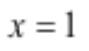 x = 1